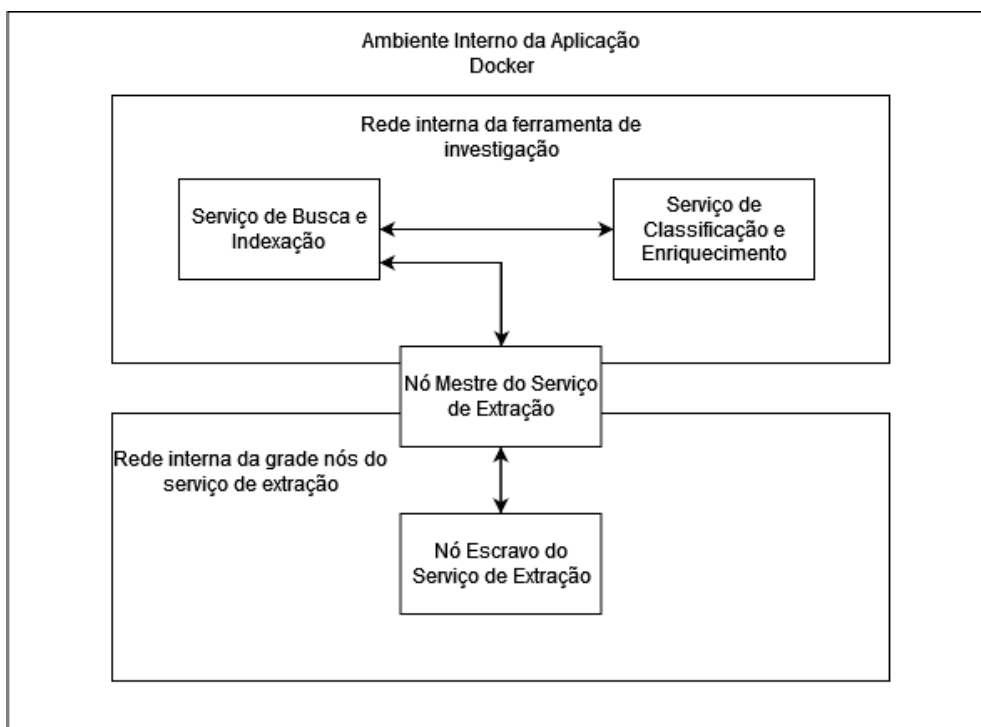 Ambiente Interno da Aplicação
Docker
Rede interna da ferramenta de
investigação
Serviço de Busca e
Indexação
Serviço de
Classificação e
Enriquecimento
Nó Mestre do Serviço
de Extração
Rede interna da grade nós do
serviço de extração
Nó Escravo do
Serviço de Extração